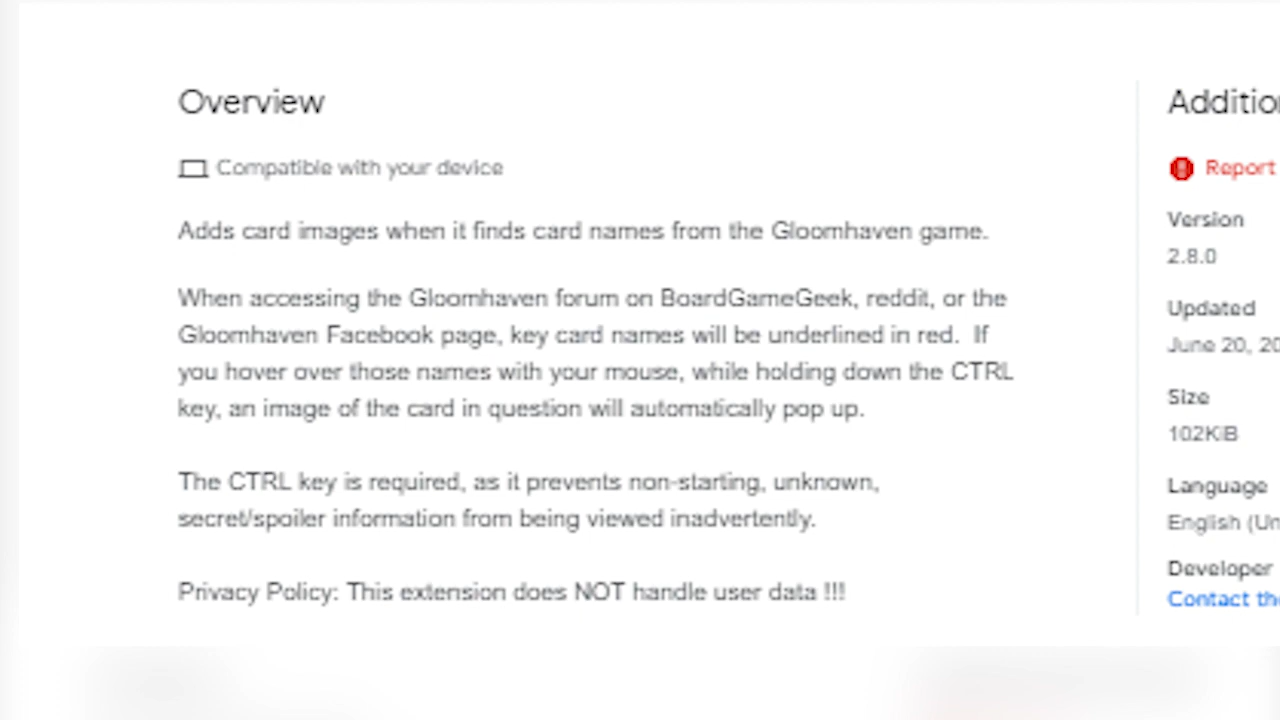 Overview
Compatible with your device
Adds card images when it finds card names from the Gloomhaven game.
When accessing the Gloomhaven forum on BoardGameGeek, reddit, or the
Gloomhaven Facebook page, key card names will be underlined in red.  If
you hover over those names with your mouse, while holding down the CTRL
key, an image of the card in question will automatically pop up.
The CTRL key is required, as it prevents non-starting, unknown,
secret/spoiler information from being viewed inadvertently.
Privacy Policy: This extension does NOT handle user data !!!
Additio
Report
Version
2.8.0
Updated
June 20, 20
Size
102KiB
Language
English (Un
Developer
Contact the